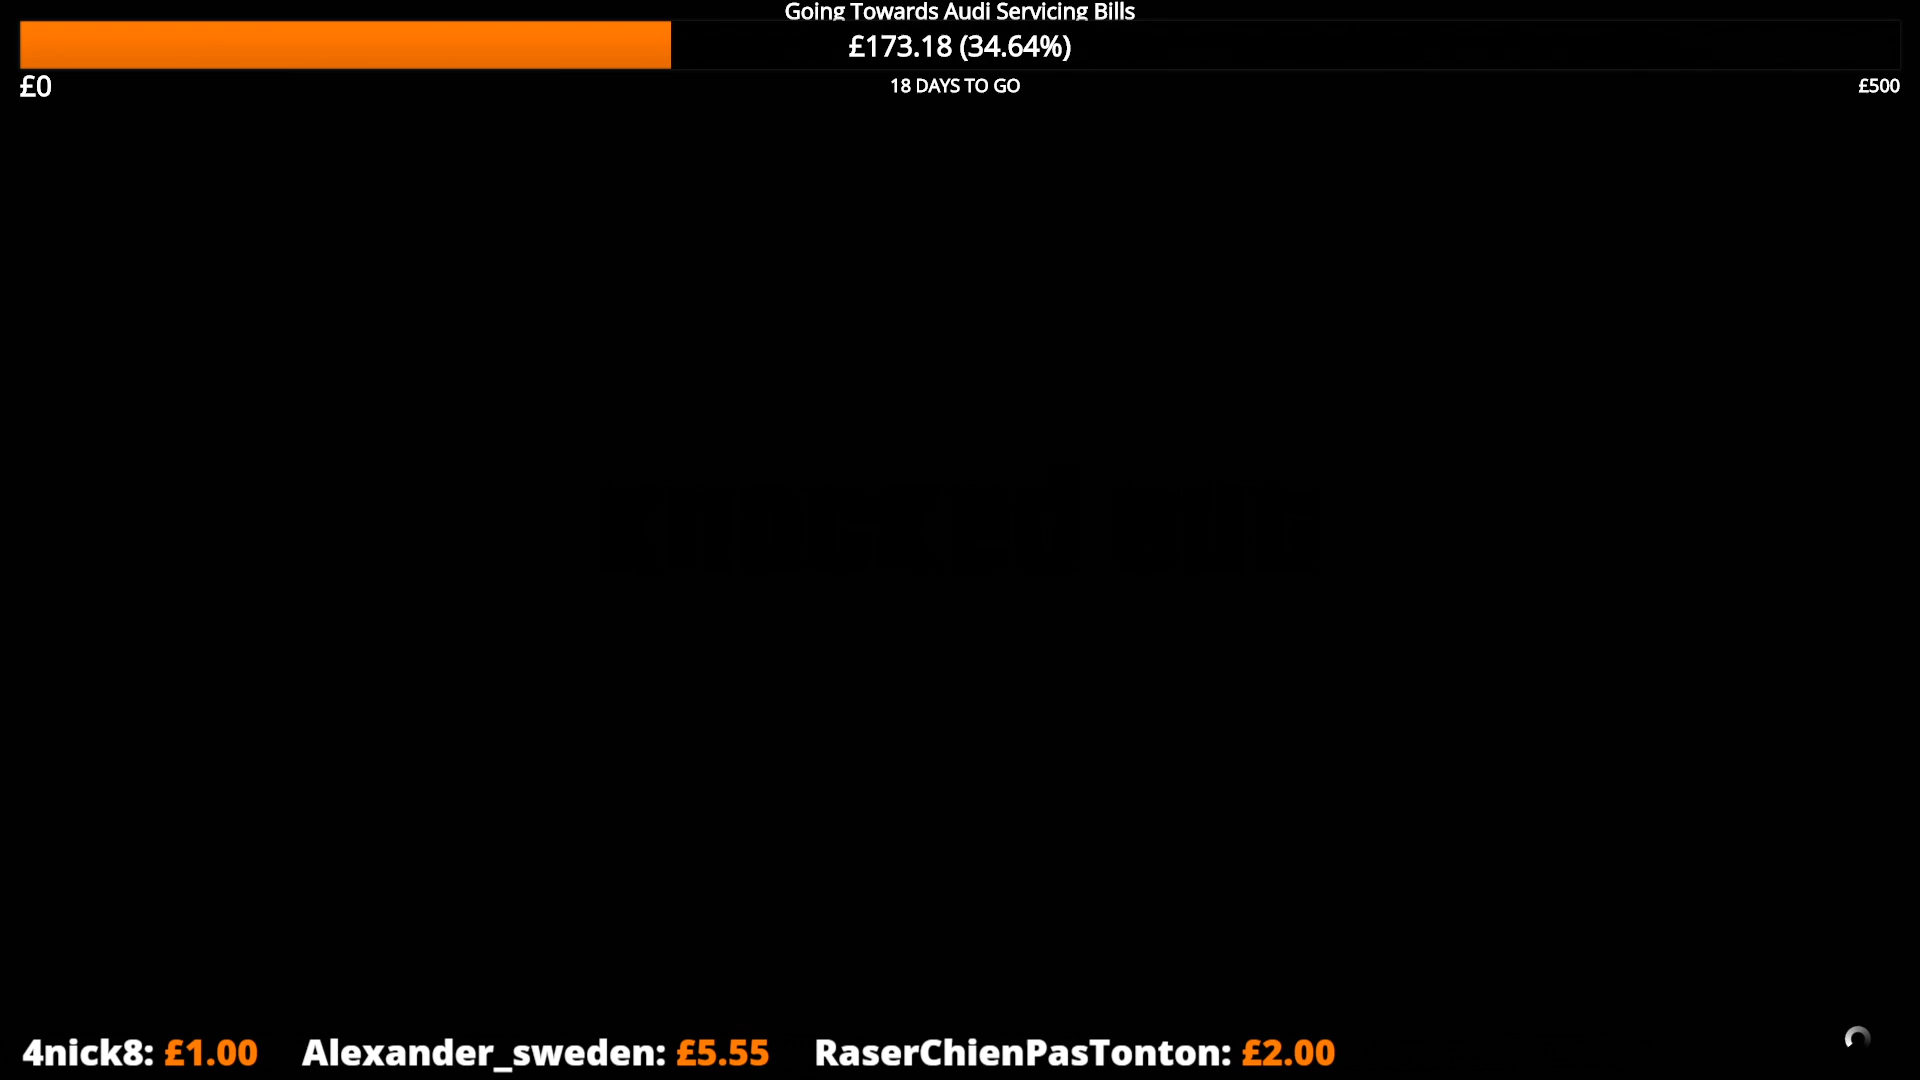 Going Towards Audi Servicing Bills
£173.18 (34.64%)
£0 18 DAYS TO GO £500
4nick8: £1.00 Alexander_sweden: £5.55 RaserChienPasTonton: £2.00